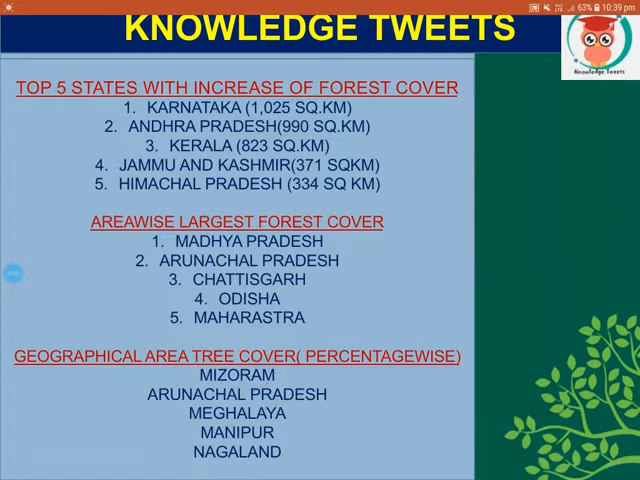 63% 10:39 pm
KNOWLEDGE TWEETS
Knowledge Tweets
TOP 5 STATES WITH INCREASE OF FOREST COVER
1. KARNATAKA (1,025 SQ.KM)
2. ANDHRA PRADESH(990 SQ.KM)
3. KERALA (823 SQ.KM)
4. JAMMU AND KASHMIR(371 SQKM)
5. HIMACHAL PRADESH (334 SQ KM)
AREAWISE LARGEST FOREST COVER
1. MADHYA PRADESH
2. ARUNACHAL PRADESH
3. CHATTISGARH
4. ODISHA
5. MAHARASTRA
GEOGRAPHICAL AREA TREE COVER( PERCENTAGEWISE)
MIZORAM
ARUNACHAL PRADESH
MEGHALAYA
MANIPUR
NAGALAND